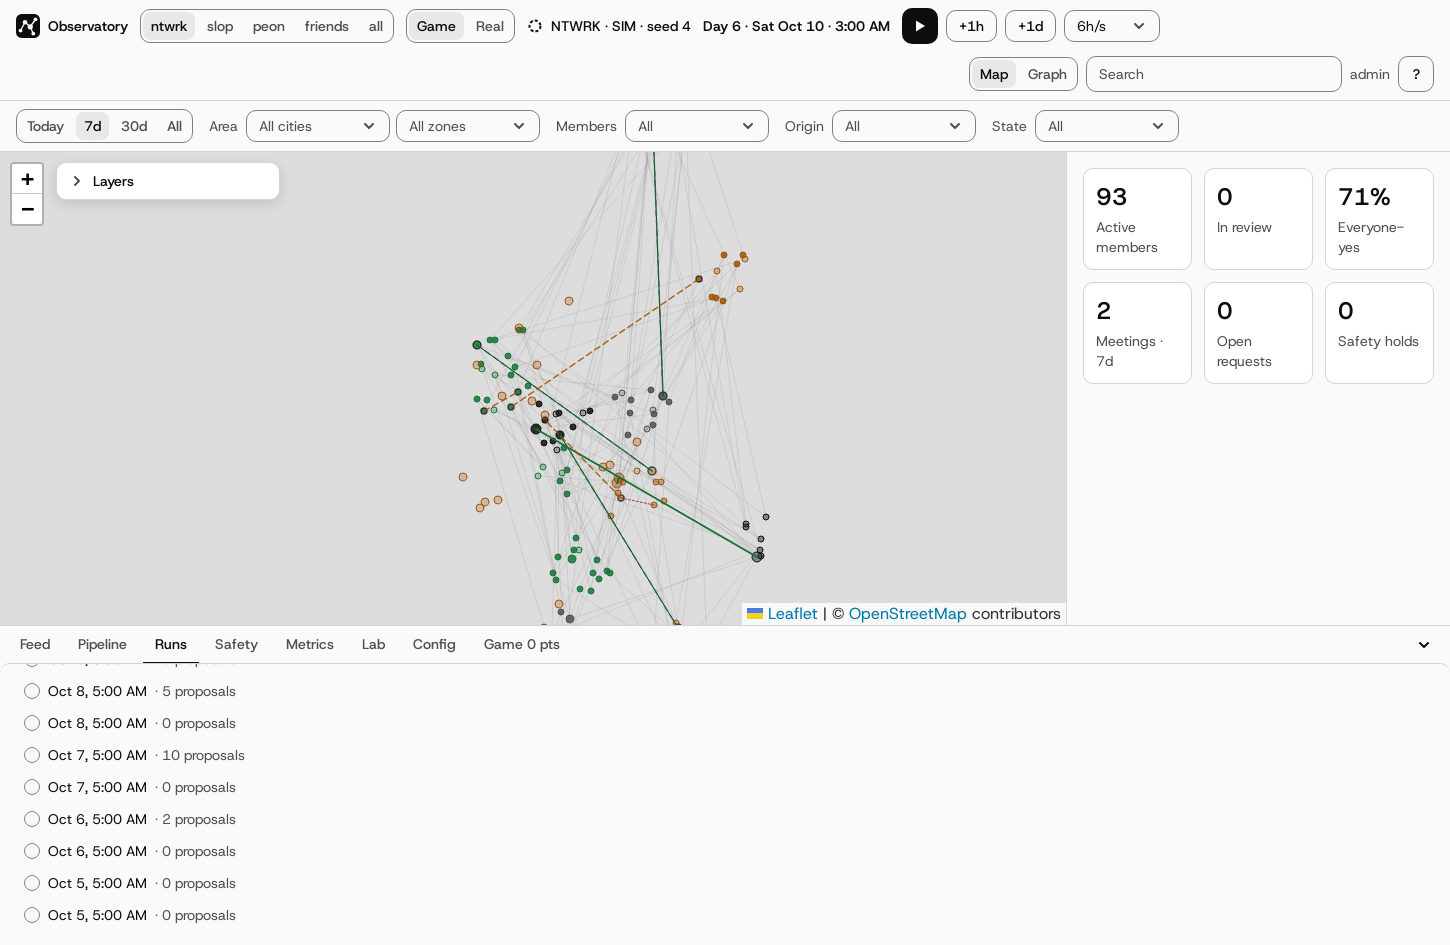 Observatory
ntwrk slop peon friends all
Game Real
NTWRK · SIM · seed 4 Day 6 · Sat Oct 10 · 3:00 AM
+1h
+1d
6h/s
Map Graph
Search
admin
?
Today 7d 30d All
Area All cities All zones
Members All
Origin All
State All
+
−
Layers
93
Active members
0
In review
71%
Everyone-yes
2
Meetings · 7d
0
Open requests
0
Safety holds
Leaflet | © OpenStreetMap contributors
Feed Pipeline Runs Safety Metrics Lab Config Game 0 pts
Oct 8, 5:00 AM · 5 proposals
Oct 8, 5:00 AM · 0 proposals
Oct 7, 5:00 AM · 10 proposals
Oct 7, 5:00 AM · 0 proposals
Oct 6, 5:00 AM · 2 proposals
Oct 6, 5:00 AM · 0 proposals
Oct 5, 5:00 AM · 0 proposals
Oct 5, 5:00 AM · 0 proposals